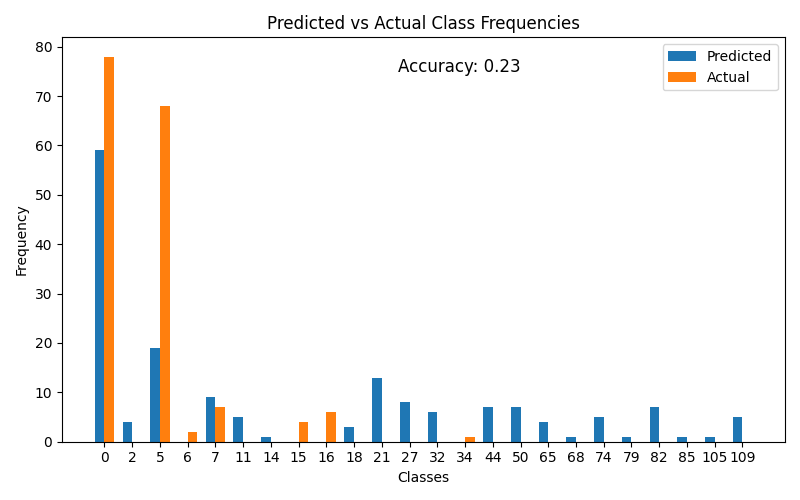 Predicted vs Actual Class Frequencies
Accuracy: 0.23
Predicted
Actual
Frequency
80
70
60
50
40
30
20
10
0
0 2 5 6 7 11 14 15 16 18 21 27 32 34 44 50 65 68 74 79 82 85 105 109
Classes